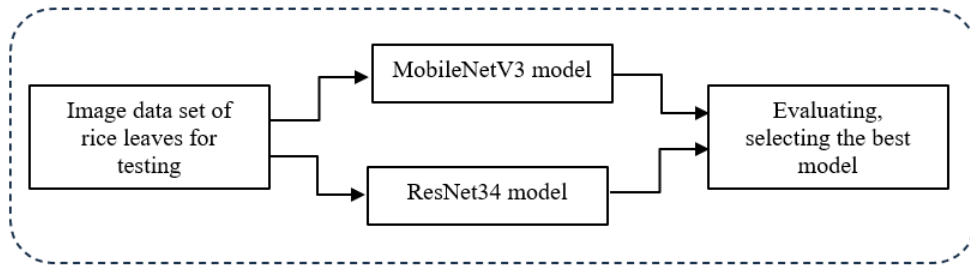 Image data set of
rice leaves for
testing
MobileNetV3 model
ResNet34 model
Evaluating,
selecting the best
model